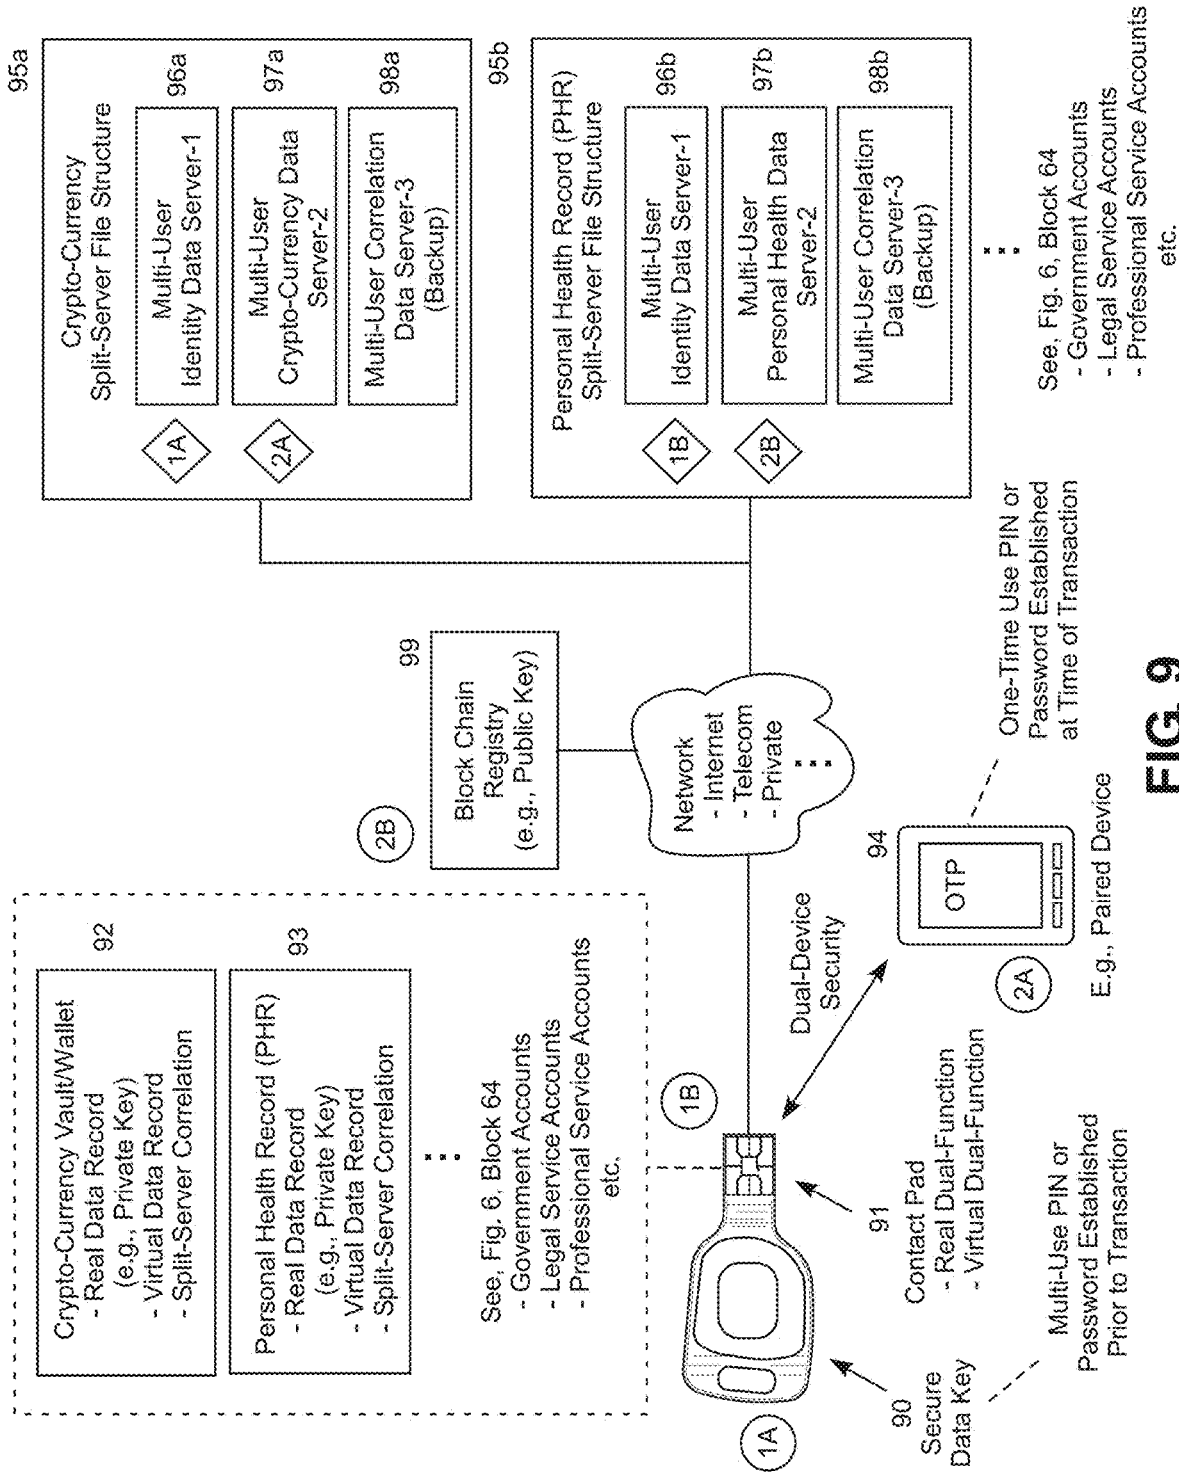 95a
Crypto-Currency
Split-Server File Structure
1A
Multi-User
Identity Data Server-1
96a
2A
Multi-User
Crypto-Currency Data
Server-2
97a
Multi-User Correlation
Data Server-3
(Backup)
98a
95b
Personal Health Record (PHR)
Split-Server File Structure
1B
Multi-User
Identity Data Server-1
96b
2B
Multi-User
Personal Health Data
Server-2
97b
Multi-User Correlation
Data Server-3
(Backup)
98b
See, Fig. 6, Block 64
- Government Accounts
- Legal Service Accounts
- Professional Service Accounts
etc.
92
Crypto-Currency Vault/Wallet
- Real Data Record
(e.g., Private Key)
- Virtual Data Record
- Split-Server Correlation
93
Personal Health Record (PHR)
- Real Data Record
(e.g., Private Key)
- Virtual Data Record
- Split-Server Correlation
See, Fig. 6, Block 64
- Government Accounts
- Legal Service Accounts
- Professional Service Accounts
etc.
2B
99
Block Chain
Registry
(e.g., Public Key)
Network
- Internet
- Telecom
- Private
1A
1B
90
Secure
Data Key
91
Contact Pad
- Real Dual-Function
- Virtual Dual-Function
Multi-Use PIN or
Password Established
Prior to Transaction
Dual-Device
Security
94
OTP
2A
E.g., Paired Device
One-Time Use PIN or
Password Established
at Time of Transaction
FIG. 9